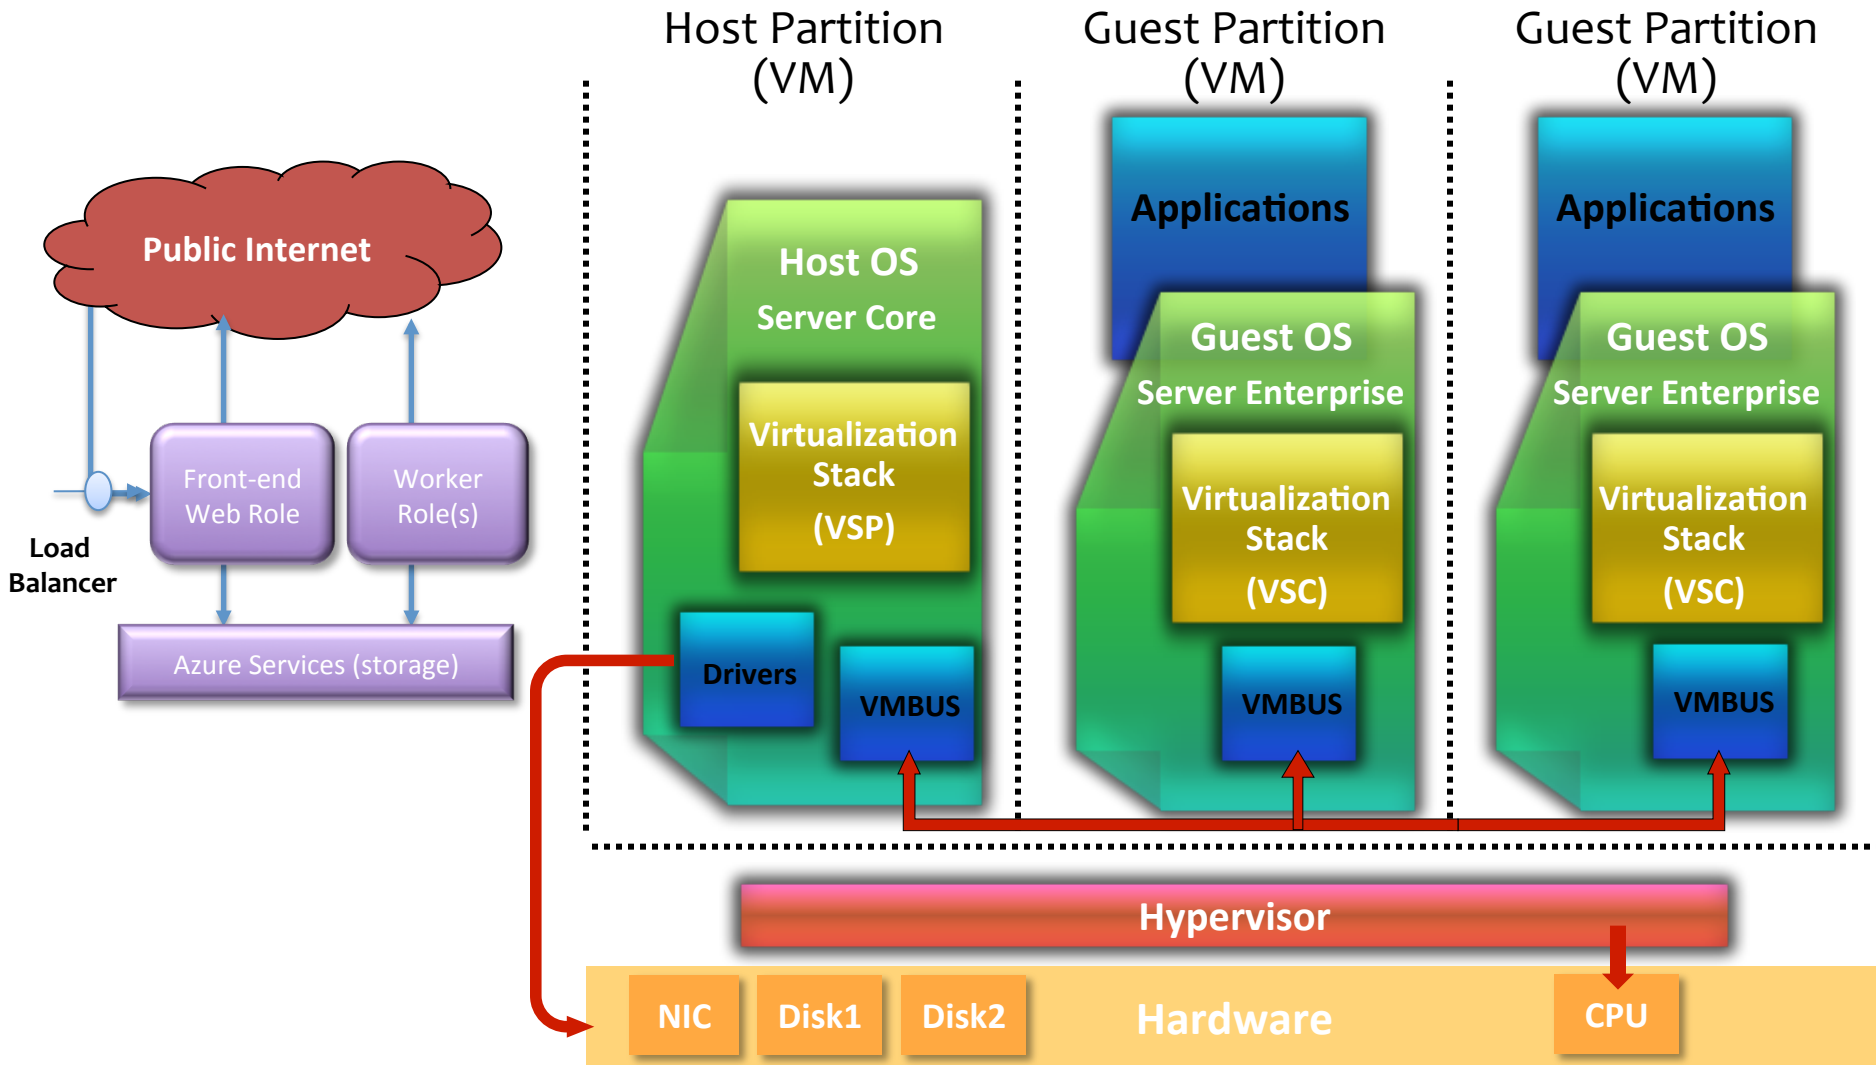 Host Partition
(VM)
Guest Partition
(VM)
Guest Partition
(VM)
Public Internet
Front-end
Web Role
Worker
Role(s)
Load
Balancer
Azure Services (storage)
Host OS
Server Core
Virtualization
Stack
(VSP)
Drivers
VMBUS
Applications
Guest OS
Server Enterprise
Virtualization
Stack
(VSC)
VMBUS
Applications
Guest OS
Server Enterprise
Virtualization
Stack
(VSC)
VMBUS
Hypervisor
NIC
Disk1
Disk2
Hardware
CPU